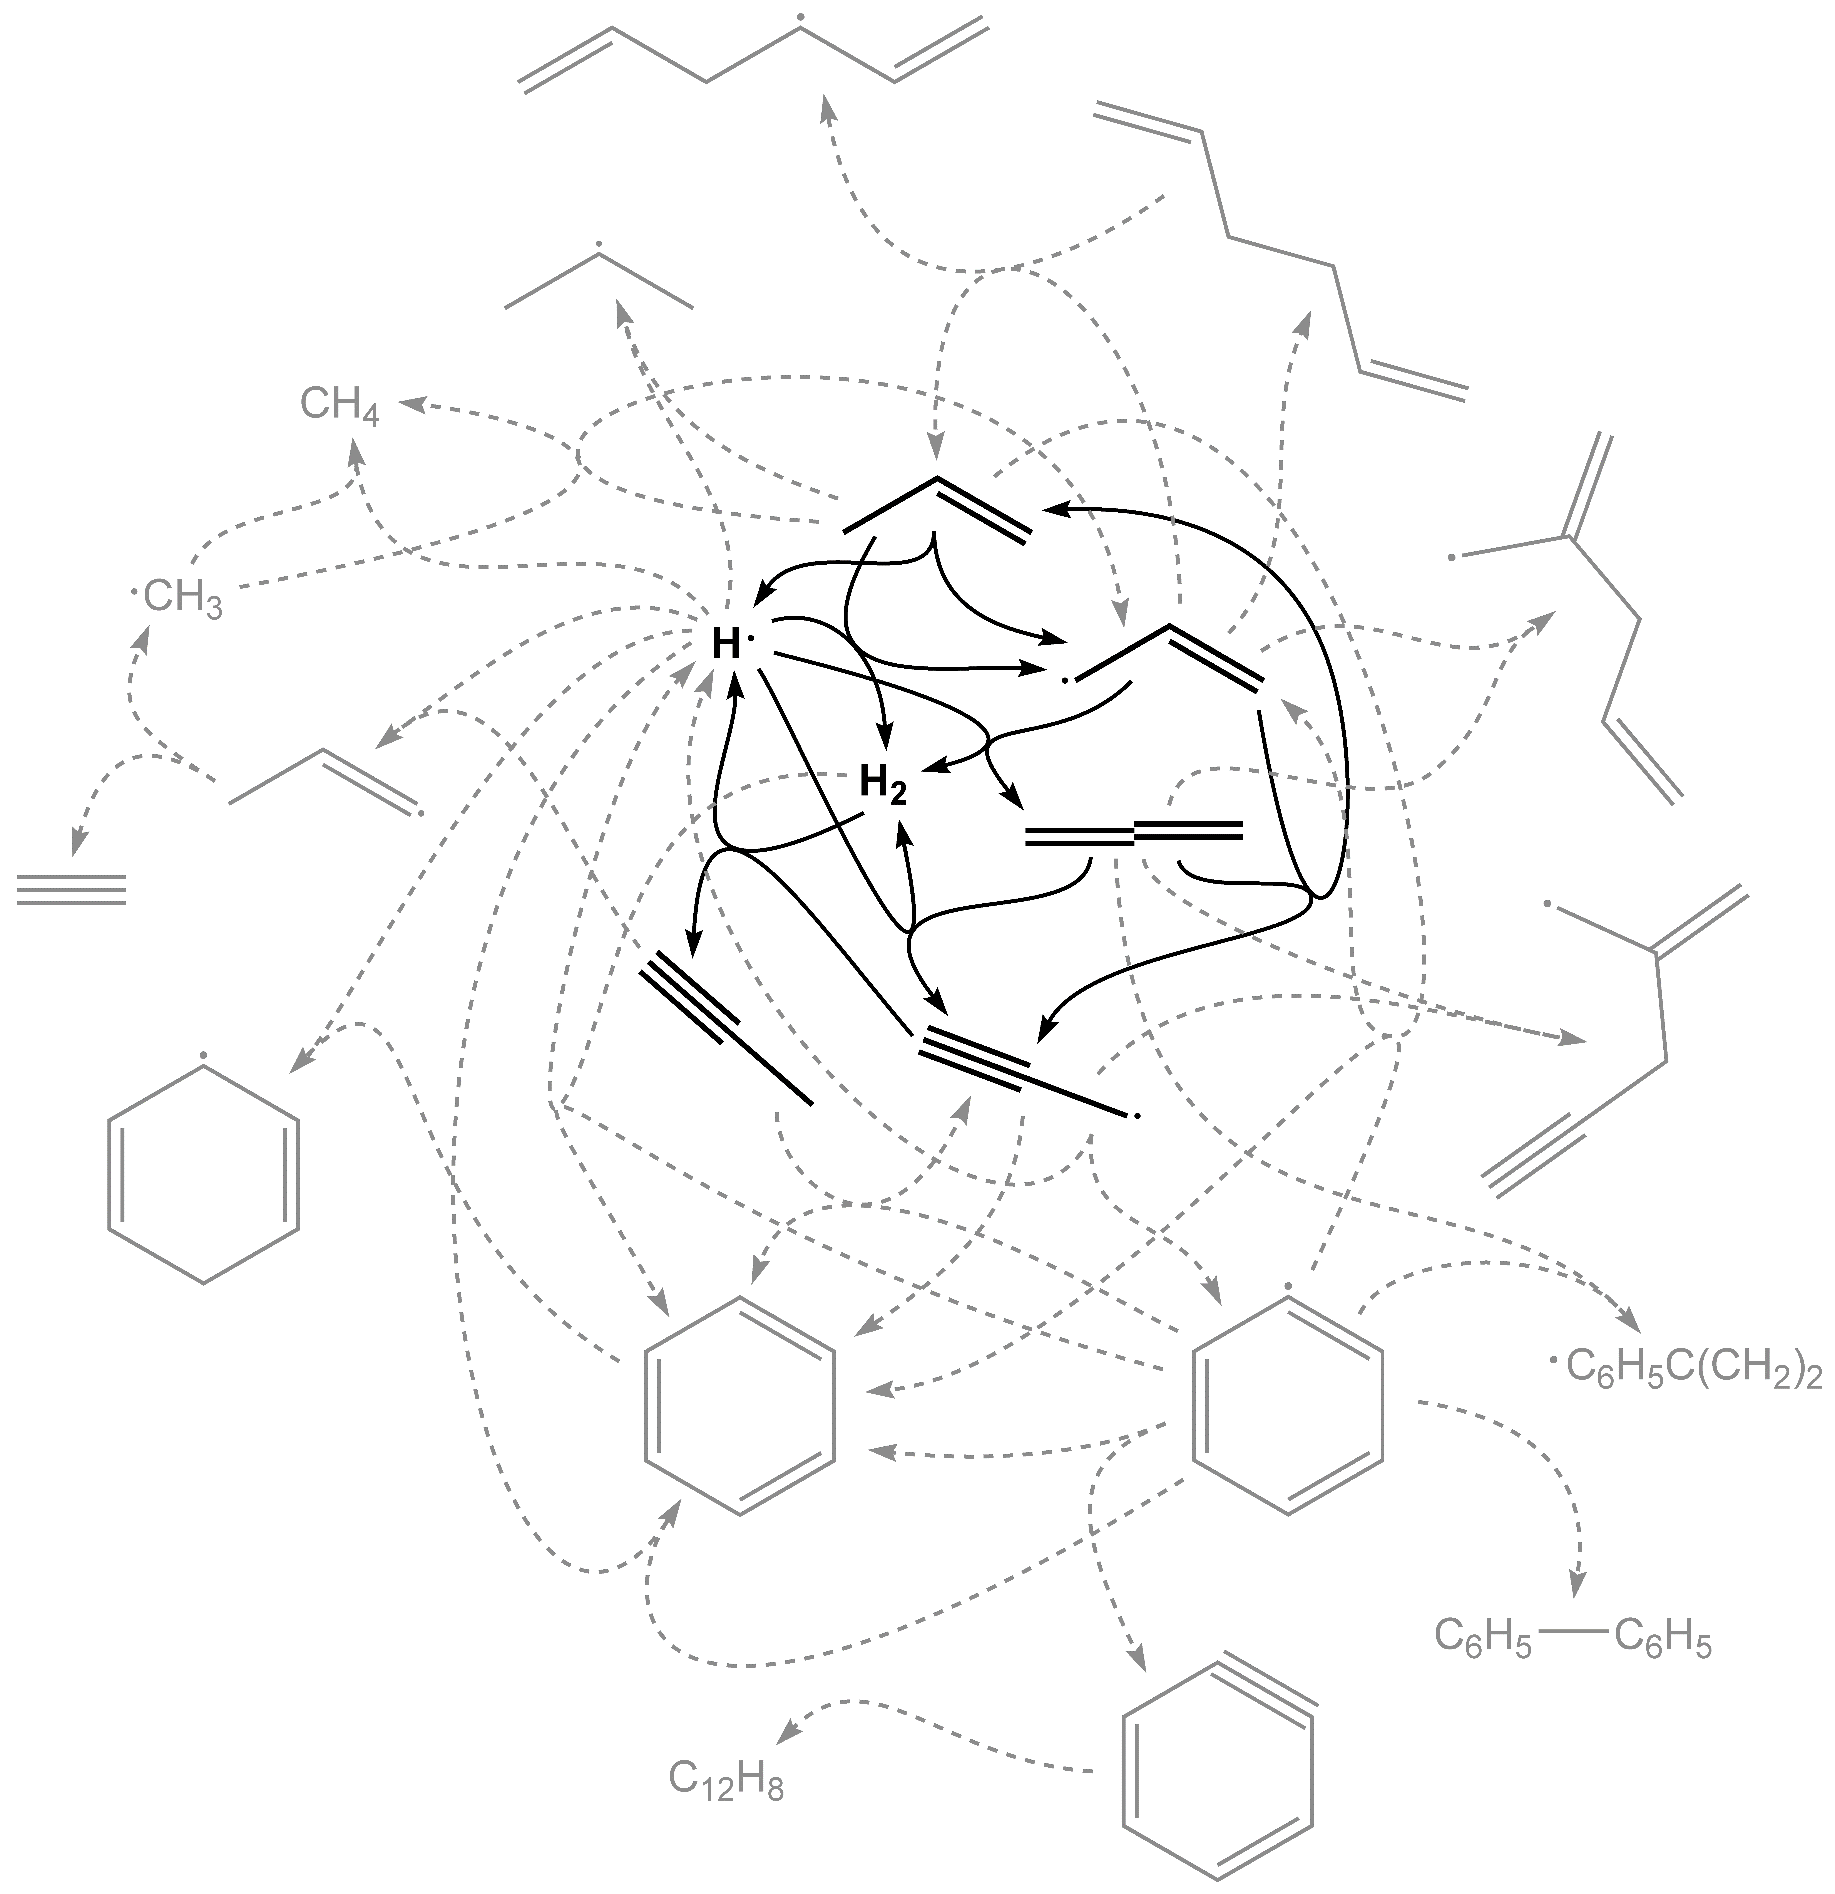 CH₄
·CH₃
H·
H₂
·C₆H₅C(CH₂)₂
C₆H₅—C₆H₅
C₁₂H₈